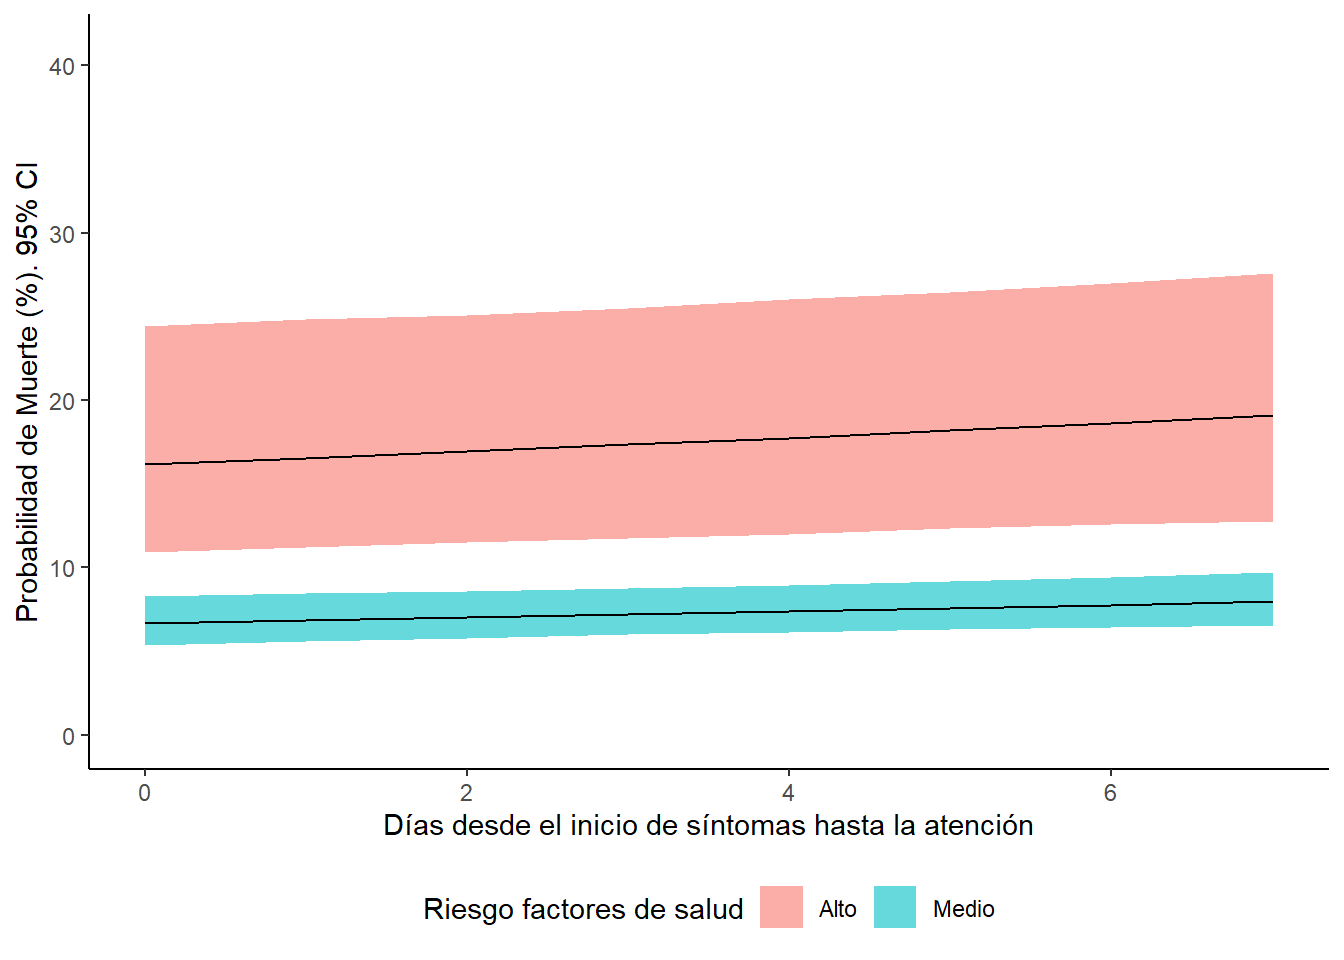 Probabilidad de Muerte (%). 95% CI
40
30
20
10
0
0 2 4 6
Días desde el inicio de síntomas hasta la atención
Riesgo factores de salud Alto Medio